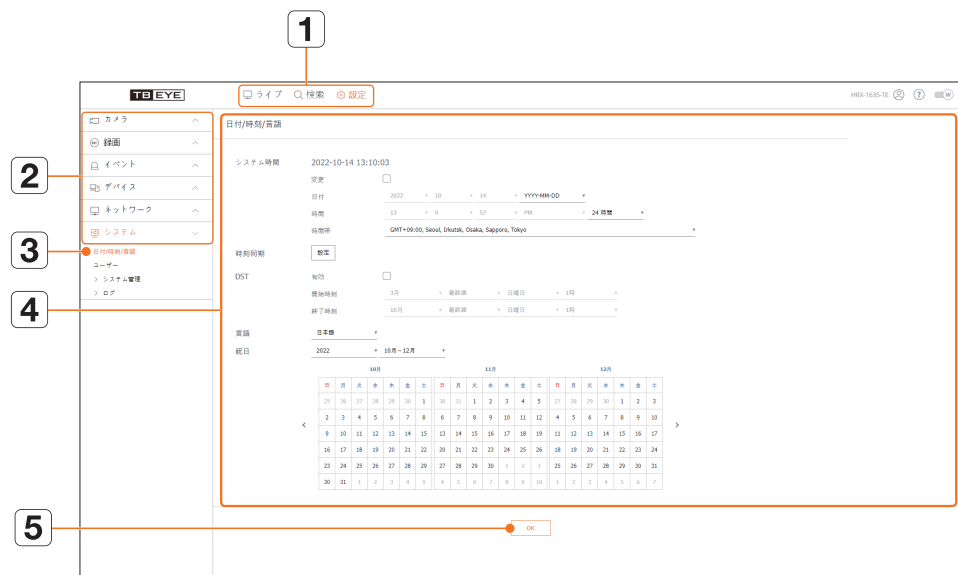 1
TB EYE
ライブ 検索 設定
HRX-1635-TE ? W
2
カメラ
録画
イベント
デバイス
ネットワーク
システム
3
日付/時刻/言語
ユーザー
> システム管理
> ログ
4
日付/時刻/言語
システム時間 2022-10-14 13:10:03
変更
日付 2022 10 14 YYYY-MM-DD
時間 13 9 57 PM 24 時間
時間帯 GMT+09:00, Seoul, Irkutsk, Osaka, Sapporo, Tokyo
時刻同期 設定
DST 有効
開始時刻 3月 最終週 日曜日 1時
終了時刻 10月 最終週 日曜日 1時
言語 日本語
祝日 2022 10月 ~ 12月
10月 11月 12月
日 月 火 水 木 金 土 日 月 火 水 木 金 土 日 月 火 水 木 金 土
25 26 27 28 29 30 1 30 31 1 2 3 4 5 27 28 29 30 1 2 3
2 3 4 5 6 7 8 6 7 8 9 10 11 12 4 5 6 7 8 9 10
< 9 10 11 12 13 14 15 13 14 15 16 17 18 19 11 12 13 14 15 16 17 >
16 17 18 19 20 21 22 20 21 22 23 24 25 26 18 19 20 21 22 23 24
23 24 25 26 27 28 29 27 28 29 30 1 2 3 25 26 27 28 29 30 31
30 31 1 2 3 4 5 4 5 6 7 8 9 10 1 2 3 4 5 6 7
5
OK